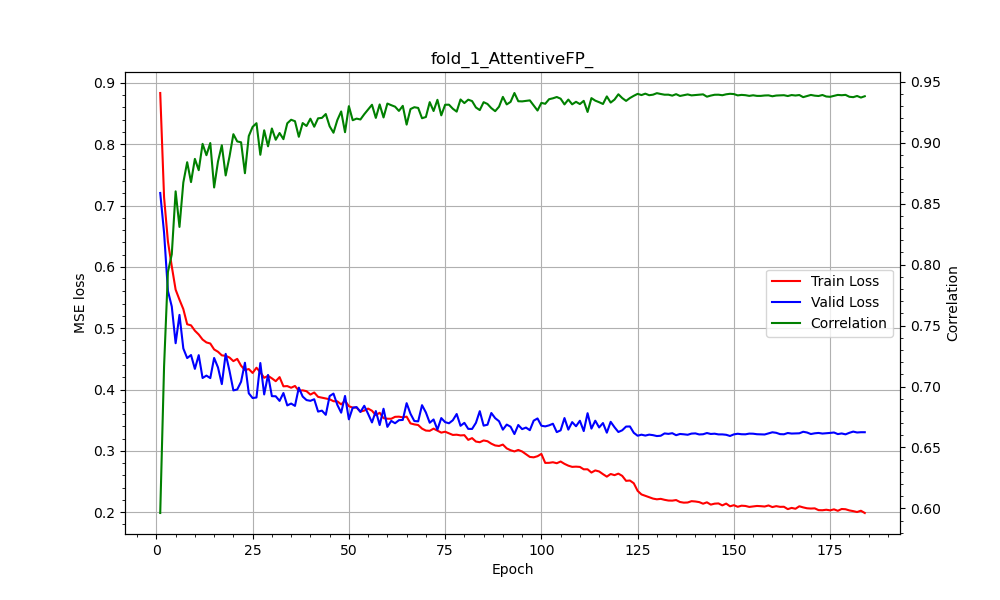 fold_1_AttentiveFP_
0.9
0.8
0.7
0.6
0.5
0.4
0.3
0.2
MSE loss
0.95
0.90
0.85
0.80
0.75
0.70
0.65
0.60
Correlation
Train Loss
Valid Loss
Correlation
0 25 50 75 100 125 150 175
Epoch